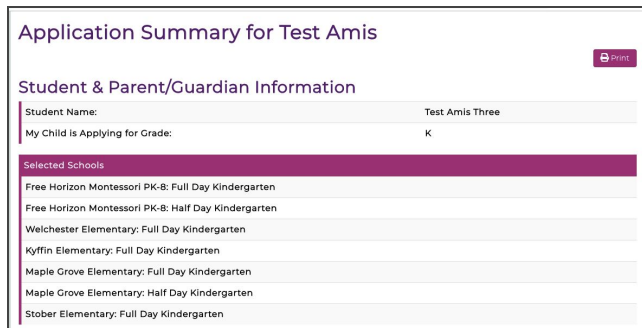 Application Summary for Test Amis
Print
Student & Parent/Guardian Information
Student Name: Test Amis Three
My Child is Applying for Grade: K
Selected Schools
Free Horizon Montessori PK-8: Full Day Kindergarten
Free Horizon Montessori PK-8: Half Day Kindergarten
Welchester Elementary: Full Day Kindergarten
Kyffin Elementary: Full Day Kindergarten
Maple Grove Elementary: Full Day Kindergarten
Maple Grove Elementary: Half Day Kindergarten
Stober Elementary: Full Day Kindergarten